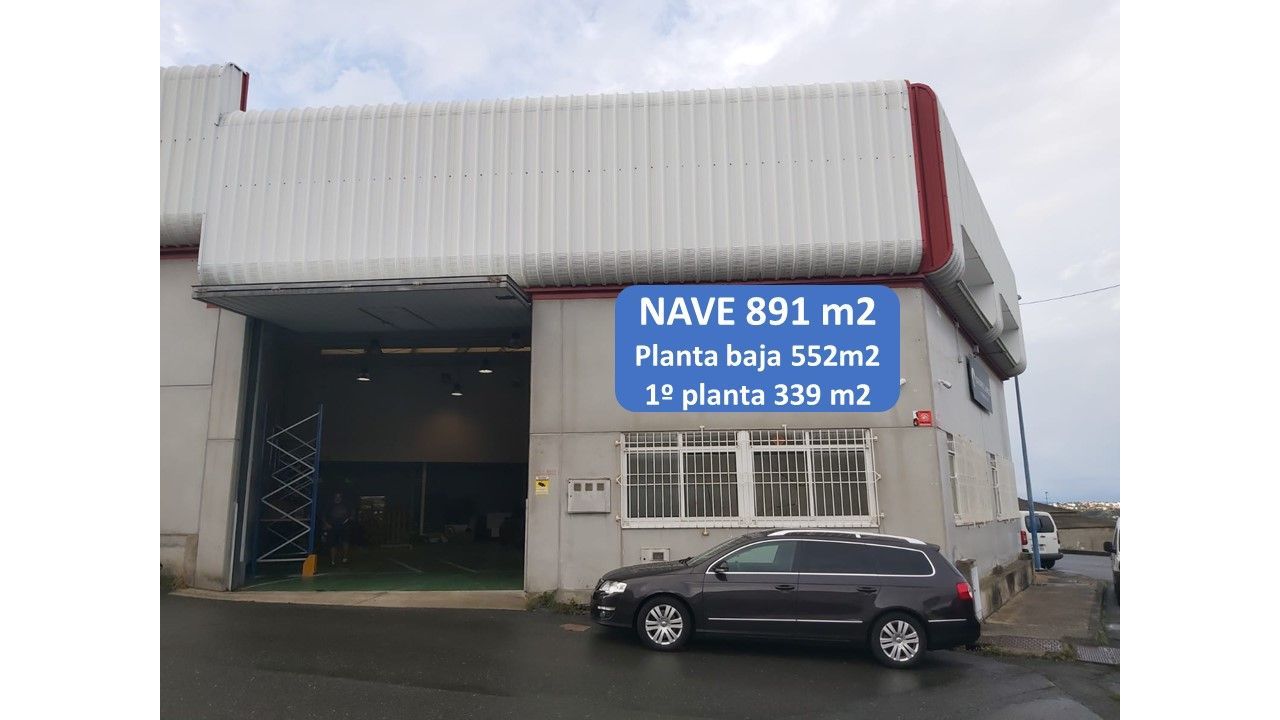 NAVE 891 m2
Planta baja 552m2
1º planta 339 m2